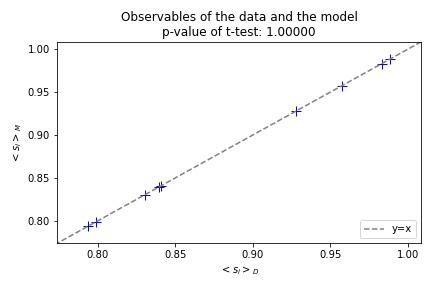 Observables of the data and the model
p-value of t-test: 1.00000
1.00
0.95
0.90
0.85
0.80
< s_i >_M
y=x
0.80
0.85
0.90
0.95
1.00
< s_i >_D